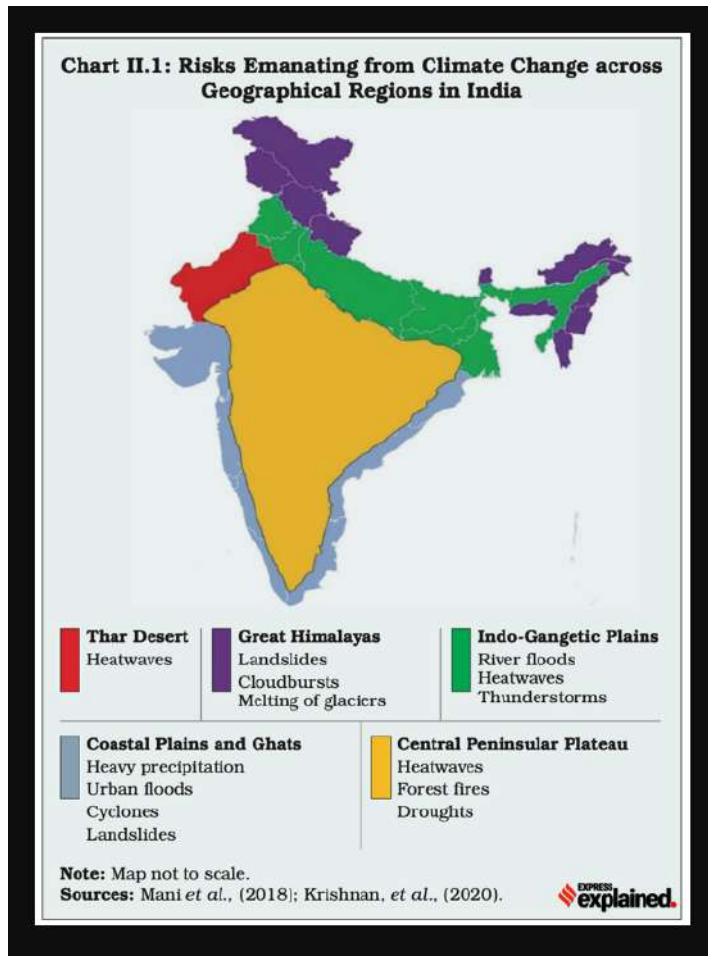 Chart II.1: Risks Emanating from Climate Change across
Geographical Regions in India
Thar Desert
Heatwaves
Great Himalayas
Landslides
Cloudbursts
Melting of glaciers
Indo-Gangetic Plains
River floods
Heatwaves
Thunderstorms
Coastal Plains and Ghats
Heavy precipitation
Urban floods
Cyclones
Landslides
Central Peninsular Plateau
Heatwaves
Forest fires
Droughts
Note: Map not to scale.
Sources: Mani et al., (2018); Krishnan, et al., (2020).
EXPRESS
explained.